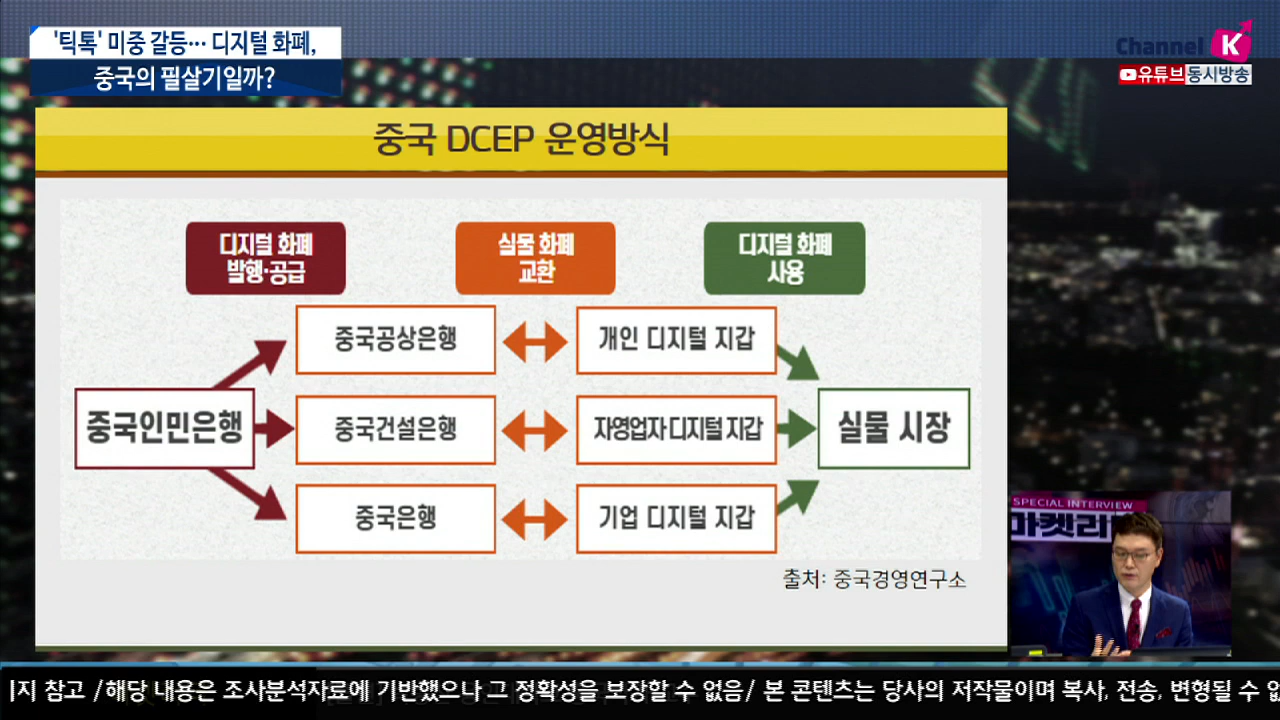 '틱톡' 미중 갈등… 디지털 화폐,
중국의 필살기일까?
Channel K
유튜브동시방송
중국 DCEP 운영방식
디지털 화폐
발행·공급
실물 화폐
교환
디지털 화폐
사용
중국인민은행
중국공상은행
개인 디지털 지갑
중국건설은행
자영업자 디지털 지갑
중국은행
기업 디지털 지갑
실물 시장
출처: 중국경영연구소
SPECIAL INTERVIEW
마켓리
지 참고 /해당 내용은 조사분석자료에 기반했으나 그 정확성을 보장할 수 없음/ 본 콘텐츠는 당사의 저작물이며 복사, 전송, 변형될 수 없